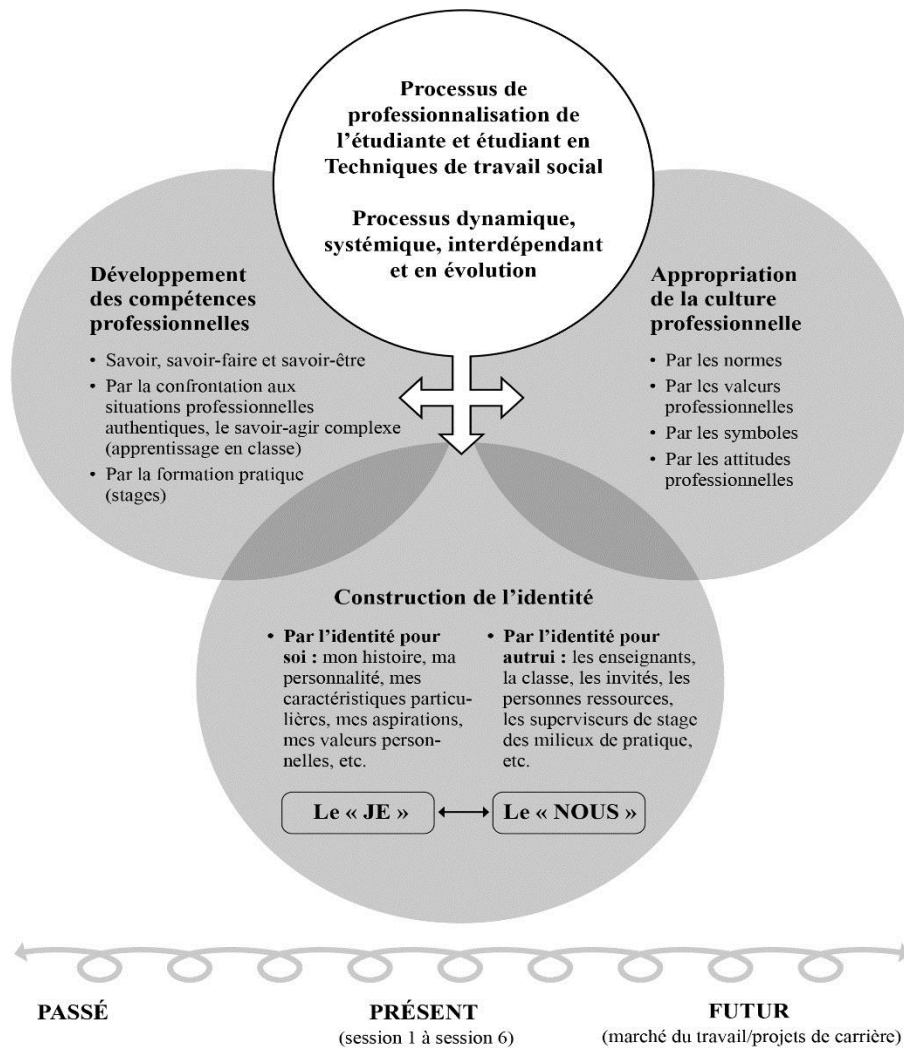 Processus de
professionnalisation de
l’étudiante et étudiant en
Techniques de travail social
Processus dynamique,
systémique, interdépendant
et en évolution
Développement
des compétences
professionnelles
• Savoir, savoir-faire et savoir-être
• Par la confrontation aux
situations professionnelles
authentiques, le savoir-agir complexe
(apprentissage en classe)
• Par la formation pratique
(stages)
Appropriation
de la culture
professionnelle
• Par les normes
• Par les valeurs
professionnelles
• Par les symboles
• Par les attitudes
professionnelles
Construction de l’identité
• Par l’identité pour
soi : mon histoire, ma
personnalité, mes
caractéristiques particu-
lières, mes aspirations,
mes valeurs person-
nelles, etc.
• Par l’identité pour
autrui : les enseignants,
la classe, les invités, les
personnes ressources,
les superviseurs de stage
des milieux de pratique,
etc.
Le « JE »
Le « NOUS »
PASSÉ
PRÉSENT
(session 1 à session 6)
FUTUR
(marché du travail/projets de carrière)